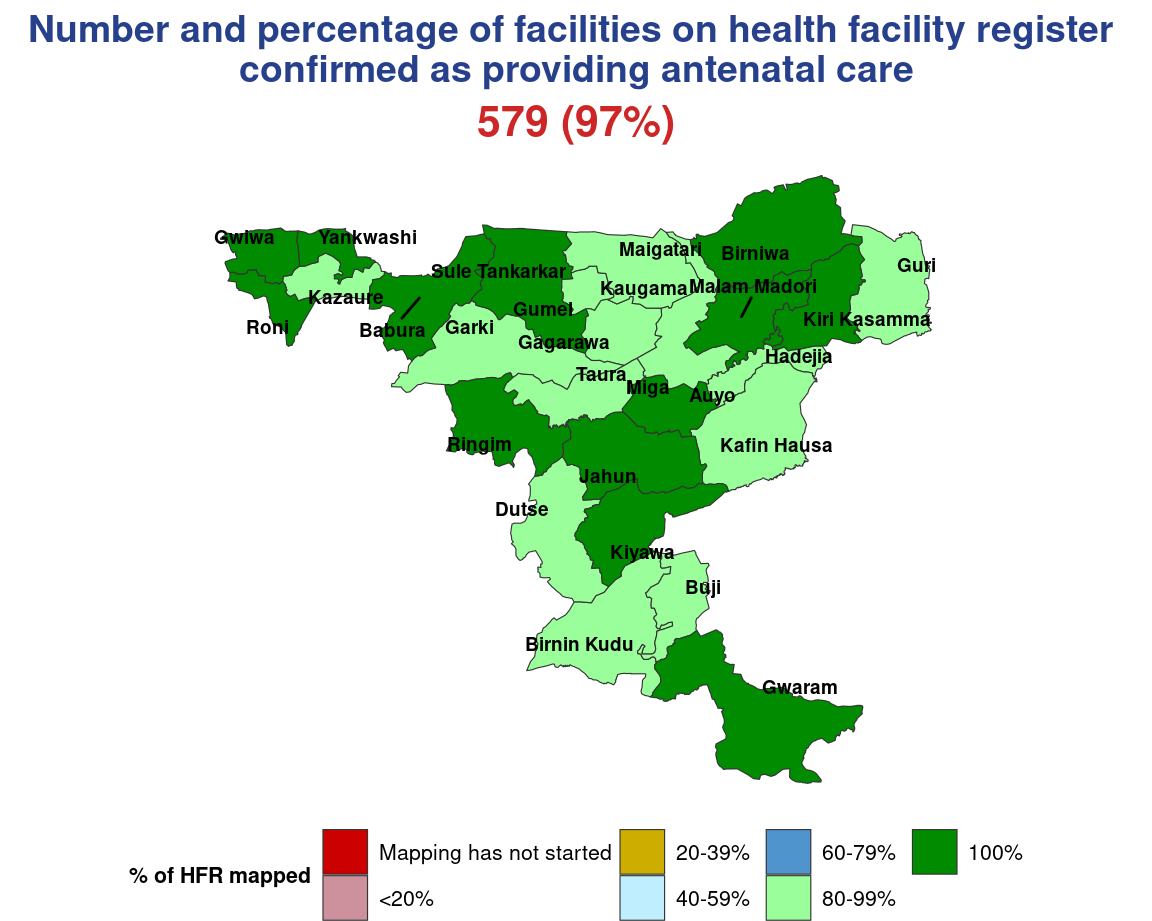 Number and percentage of facilities on health facility register
confirmed as providing antenatal care
579 (97%)
Gwiwa
Yankwashi
Maigatari
Birniwa
Guri
Sule Tankarkar
Kazaure
Kaugama
Malam Madori
Gumel
Kiri Kasamma
Roni
Babura
Garki
Gagarawa
Hadejia
Taura
Miga
Auyo
Ringim
Kafin Hausa
Jahun
Dutse
Kiyawa
Buji
Birnin Kudu
Gwaram
% of HFR mapped
Mapping has not started
<20%
20-39%
40-59%
60-79%
80-99%
100%